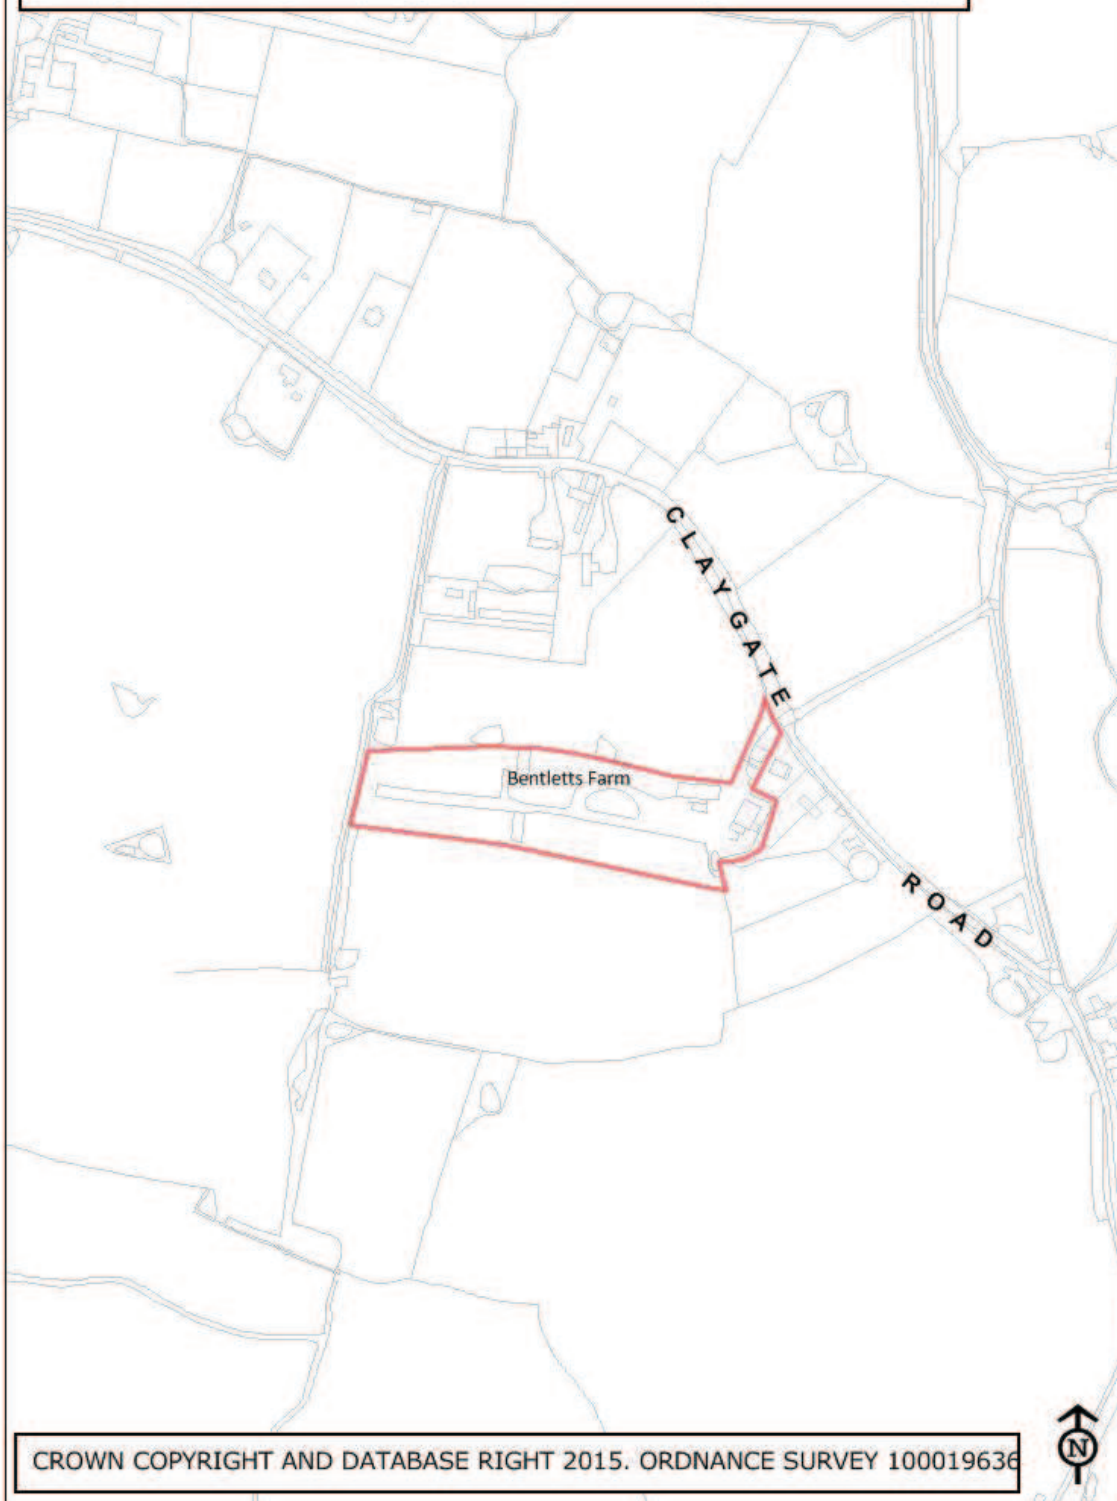 CLAYGATE
Bentletts Farm
ROAD
CROWN COPYRIGHT AND DATABASE RIGHT 2015. ORDNANCE SURVEY 100019636
N